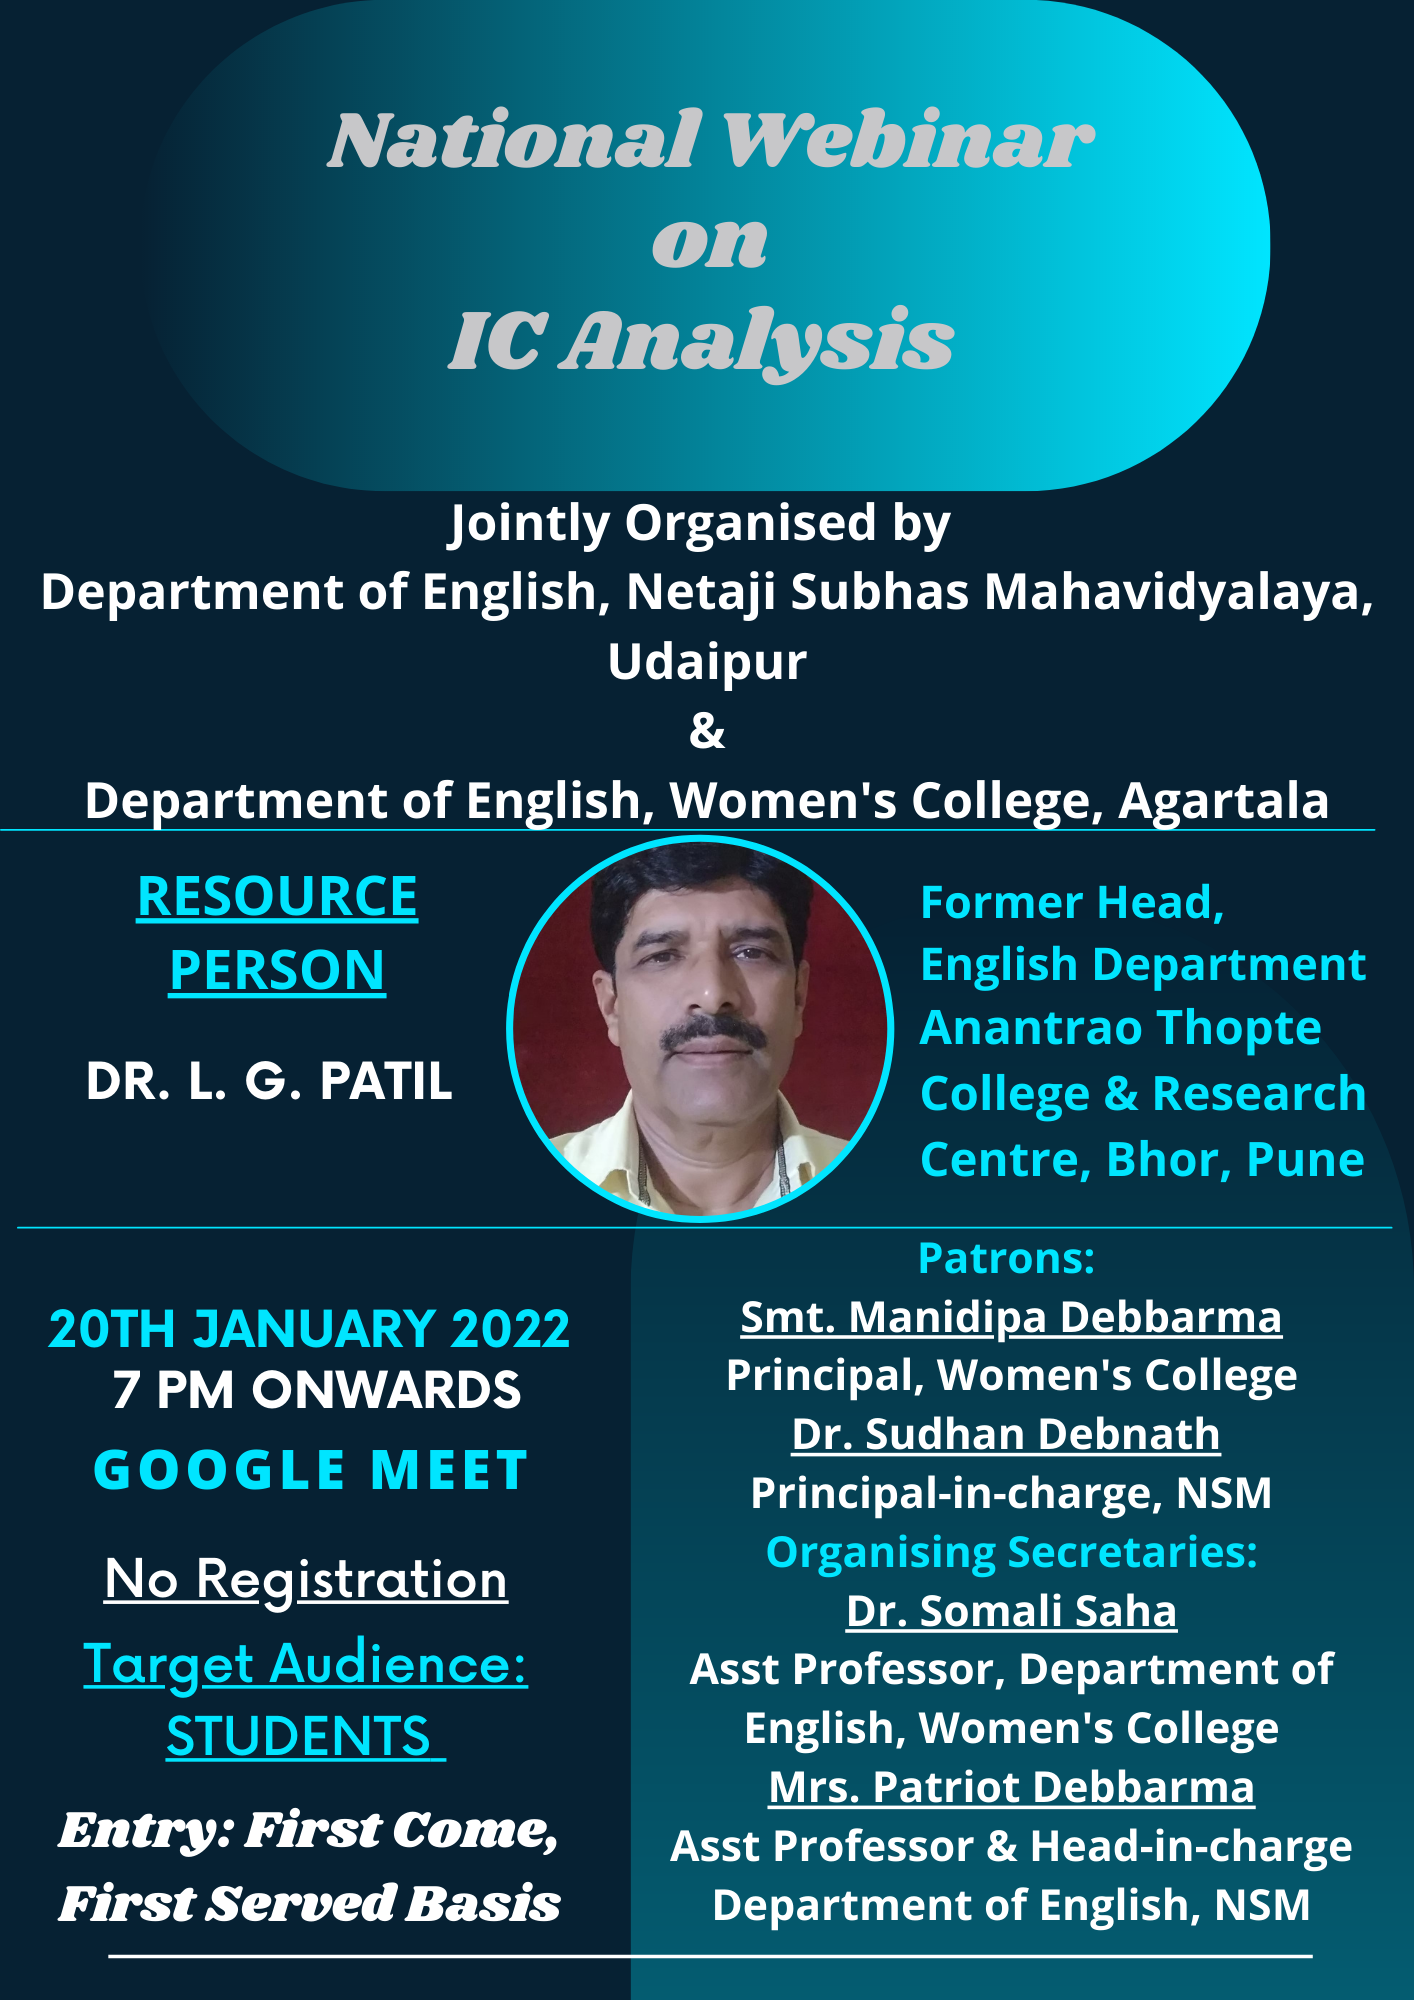 National Webinar
on
IC Analysis
Jointly Organised by
Department of English, Netaji Subhas Mahavidyalaya,
Udaipur
&
Department of English, Women's College, Agartala
RESOURCE
PERSON
DR. L. G. PATIL
Former Head,
English Department
Anantrao Thopte
College & Research
Centre, Bhor, Pune
20TH JANUARY 2022
7 PM ONWARDS
GOOGLE MEET
No Registration
Target Audience:
STUDENTS
Entry: First Come,
First Served Basis
Patrons:
Smt. Manidipa Debbarma
Principal, Women's College
Dr. Sudhan Debnath
Principal-in-charge, NSM
Organising Secretaries:
Dr. Somali Saha
Asst Professor, Department of
English, Women's College
Mrs. Patriot Debbarma
Asst Professor & Head-in-charge
Department of English, NSM